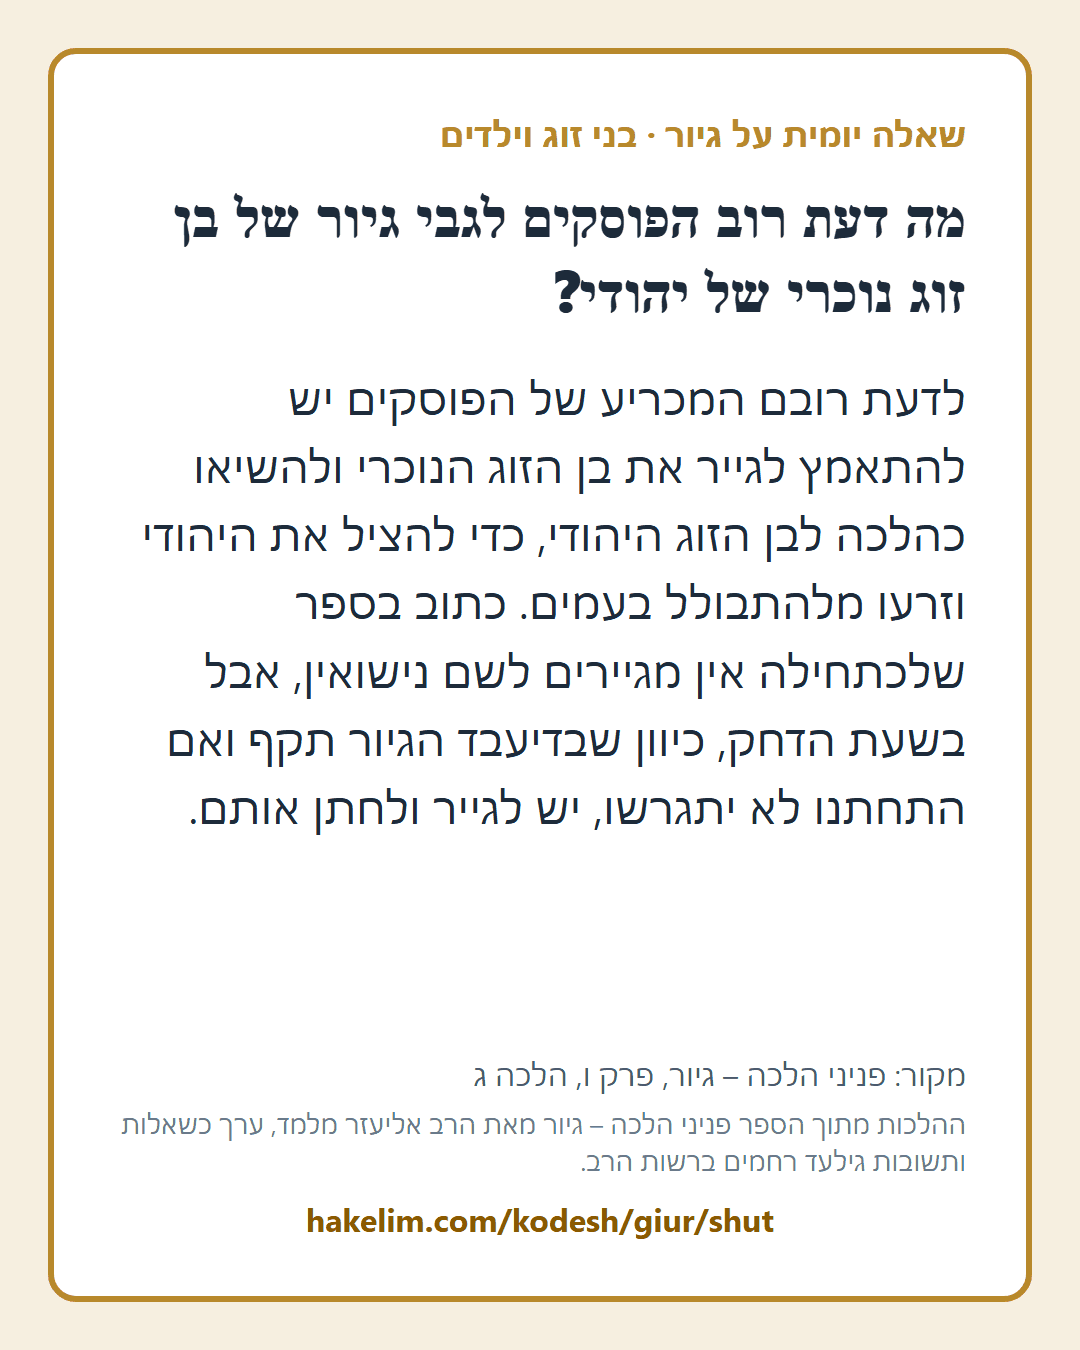 שאלה יומית על גיור · בני זוג וילדים
מה דעת רוב הפוסקים לגבי גיור של בן
זוג נוכרי של יהודי?
לדעת רובם המכריע של הפוסקים יש
להתאמץ לגייר את בן הזוג הנוכרי ולהשיאו
כהלכה לבן הזוג היהודי, כדי להציל את היהודי
וזרעו מלהתבולל בעמים. כתוב בספר
שלכתחילה אין מגיירים לשם נישואין, אבל
בשעת הדחק, כיוון שבדיעבד הגיור תקף ואם
התחתנו לא יתגרשו, יש לגייר ולחתן אותם.
מקור: פניני הלכה – גיור, פרק ו, הלכה ג
ההלכות מתוך הספר פניני הלכה – גיור מאת הרב אליעזר מלמד, ערך כשאלות
ותשובות גילעד רחמים ברשות הרב.
hakelim.com/kodesh/giur/shut